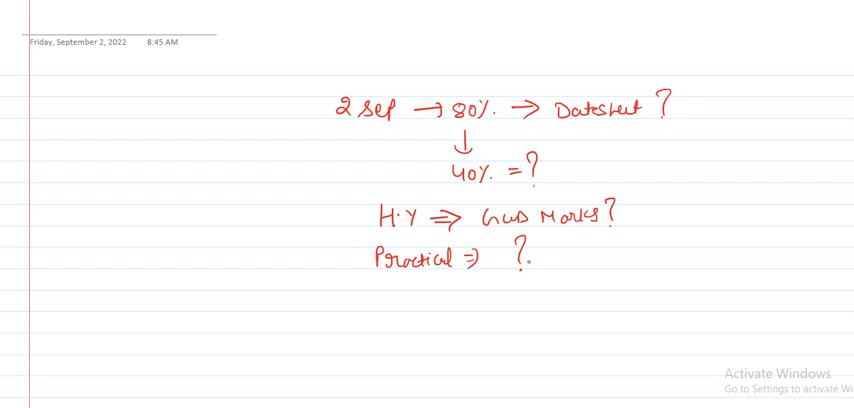 Friday, September 2, 2022 8:45 AM
2 Sep → 80% ⇒ Datesheet ?
↓
40% = ?
H.Y ⇒ Marks ?
Practical ⇒ ?
Activate Windows
Go to Settings to activate Wi